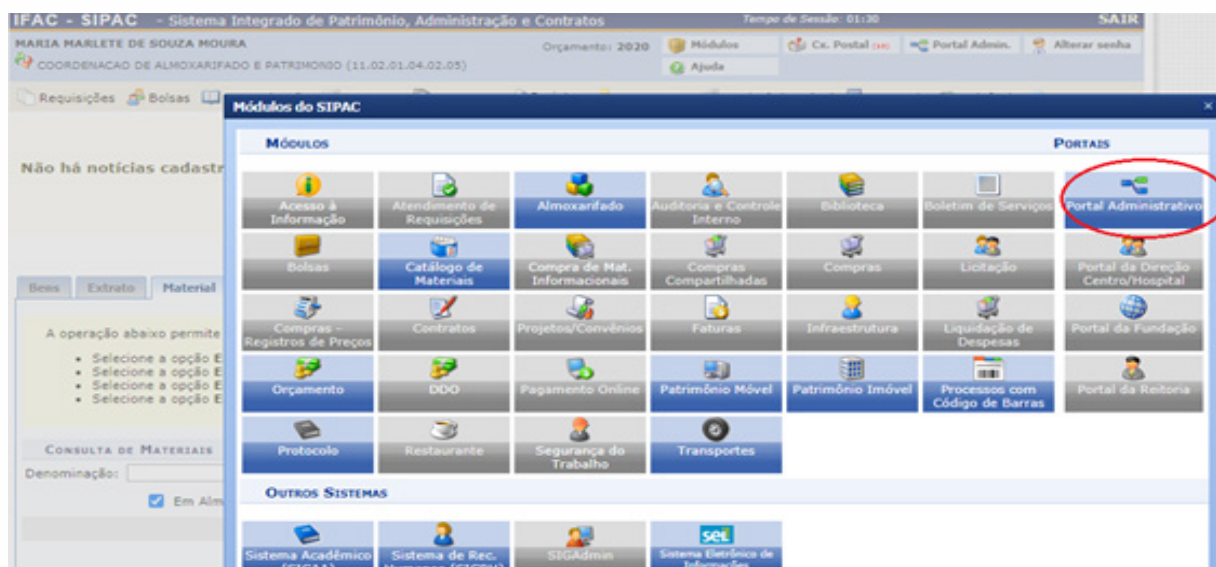 IFAC - SIPAC - Sistema Integrado de Patrimônio, Administração e Contratos Tempo de Sessão: 01:30 SAIR
MARIA MARLETE DE SOUZA MOURA Orçamento: 2020 Módulos Cx. Postal Portal Admin. Alterar senha
COORDENACAO DE ALMOXARIFADO E PATRIMONIO (11.02.01.04.02.05) Ajuda
Requisições Bolsas
Módulos do SIPAC ×
MÓDULOS PORTAIS
Não há notícias cadastr
Acesso à Informação
Atendimento de Requisições
Almoxarifado
Auditoria e Controle Interno
Biblioteca
Boletim de Serviços
Portal Administrativo
Bolsas
Catálogo de Materiais
Compra de Mat. Informacionais
Compras Compartilhadas
Compras
Licitação
Portal da Direção Centro/Hospital
Bens Extrato Material
A operação abaixo permite
Selecione a opção E
Selecione a opção E
Selecione a opção E
Selecione a opção E
Compras - Registros de Preços
Contratos
Projetos/Convênios
Faturas
Infraestrutura
Liquidação de Despesas
Portal da Fundação
Orçamento
DDO
Pagamento Online
Patrimônio Móvel
Patrimônio Imóvel
Processos com Código de Barras
Portal da Reitoria
Protocolo
Restaurante
Segurança do Trabalho
Transportes
CONSULTA DE MATERIAIS
Denominação:
Em Alm
OUTROS SISTEMAS
Sistema Acadêmico (SIGAA)
Sistema de Rec. Humanos (SIGRH)
SIGAdmin
sei!
Sistema Eletrônico de Informações